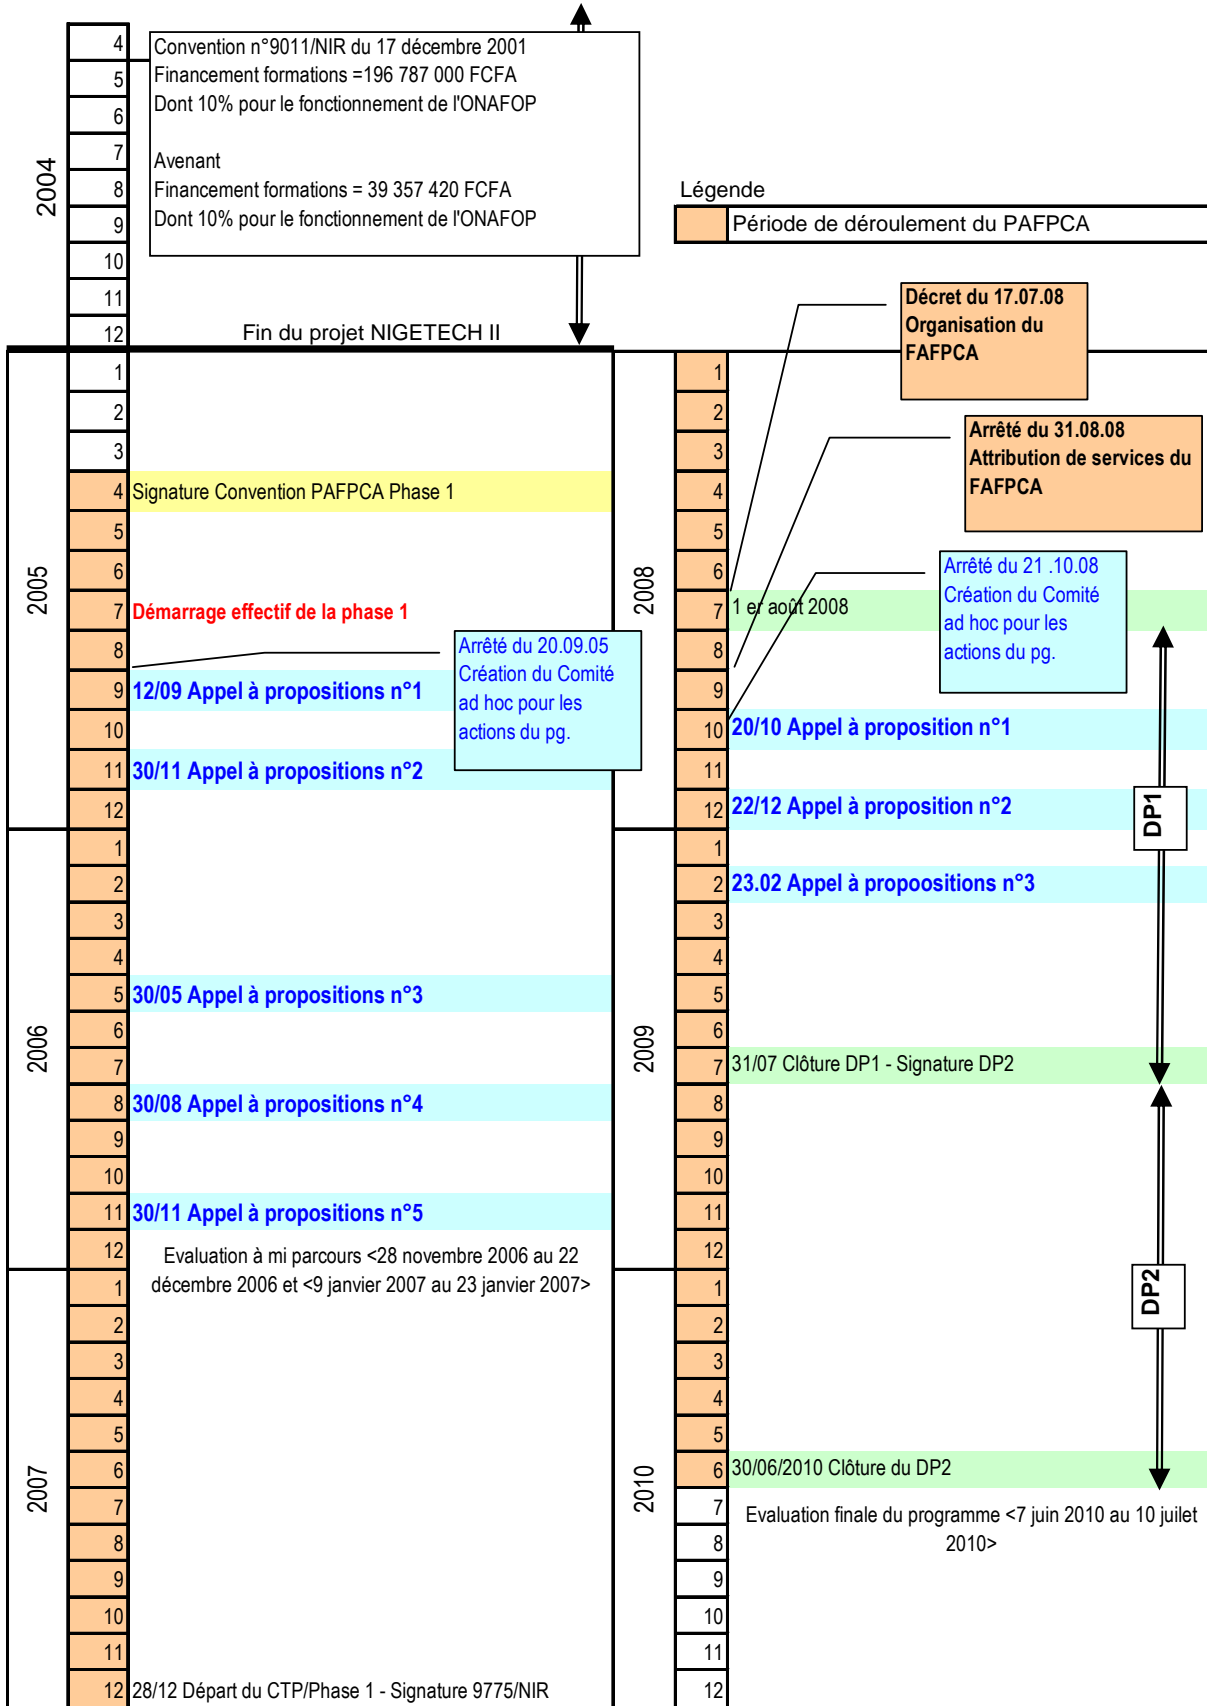 2004
4
5
6
7
8
9
10
11
12
Convention n°9011/NIR du 17 décembre 2001
Financement formations =196 787 000 FCFA
Dont 10% pour le fonctionnement de l'ONAFOP
Avenant
Financement formations = 39 357 420 FCFA
Dont 10% pour le fonctionnement de l'ONAFOP
Fin du projet NIGETECH II
Légende
Période de déroulement du PAFPCA
2005
1
2
3
4 Signature Convention PAFPCA Phase 1
5
6
7 Démarrage effectif de la phase 1
8
9 12/09 Appel à propositions n°1
10
11 30/11 Appel à propositions n°2
12
Arrêté du 20.09.05
Création du Comité
ad hoc pour les
actions du pg.
2006
1
2
3
4
5 30/05 Appel à propositions n°3
6
7
8 30/08 Appel à propositions n°4
9
10
11 30/11 Appel à propositions n°5
12
Evaluation à mi parcours <28 novembre 2006 au 22
décembre 2006 et <9 janvier 2007 au 23 janvier 2007>
2007
1
2
3
4
5
6
7
8
9
10
11
12 28/12 Départ du CTP/Phase 1 - Signature 9775/NIR
Décret du 17.07.08
Organisation du
FAFPCA
Arrêté du 31.08.08
Attribution de services du
FAFPCA
Arrêté du 21 .10.08
Création du Comité
ad hoc pour les
actions du pg.
2008
1
2
3
4
5
6
7 1 er août 2008
8
9
10 20/10 Appel à proposition n°1
11
12 22/12 Appel à proposition n°2
DP1
2009
1
2 23.02 Appel à propoositions n°3
3
4
5
6
7 31/07 Clôture DP1 - Signature DP2
8
9
10
11
12
DP2
2010
1
2
3
4
5
6 30/06/2010 Clôture du DP2
7
8
9
10
11
12
Evaluation finale du programme <7 juin 2010 au 10 juilet
2010>